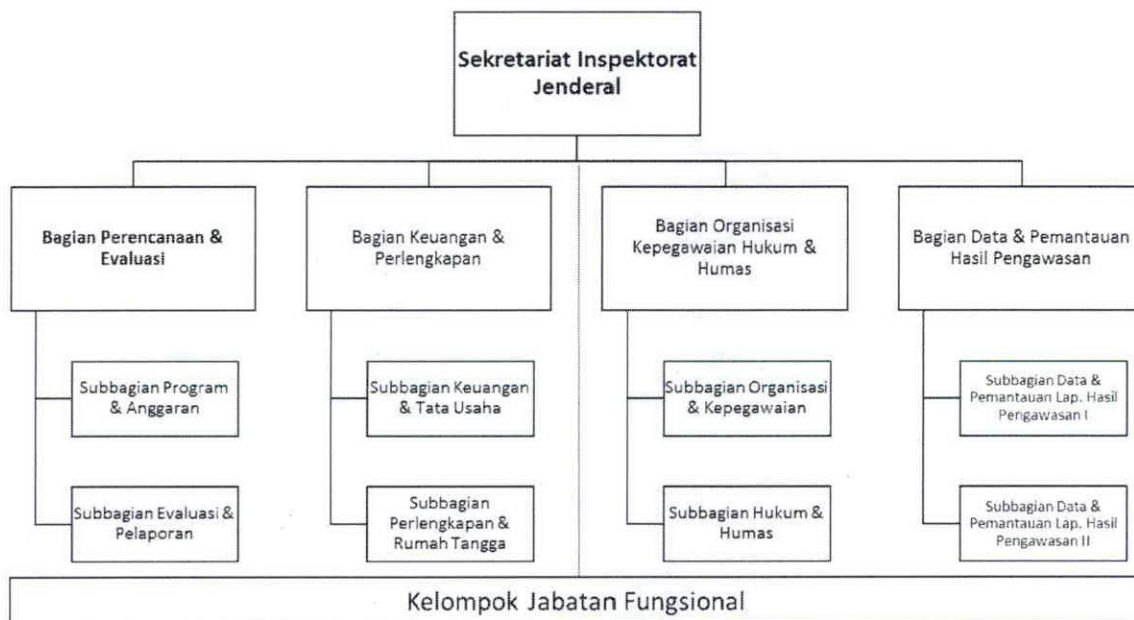 Sekretariat Inspektorat
Jenderal
Bagian Perencanaan &
Evaluasi
Bagian Keuangan &
Perlengkapan
Bagian Organisasi
Kepegawaian Hukum &
Humas
Bagian Data & Pemantauan
Hasil Pengawasan
Subbagian Program
& Anggaran
Subbagian Keuangan
& Tata Usaha
Subbagian Organisasi
& Kepegawaian
Subbagian Data &
Pemantauan Lap. Hasil
Pengawasan I
Subbagian Evaluasi &
Pelaporan
Subbagian
Perlengkapan &
Rumah Tangga
Subbagian Hukum &
Humas
Subbagian Data &
Pemantauan Lap. Hasil
Pengawasan II
Kelompok Jabatan Fungsional